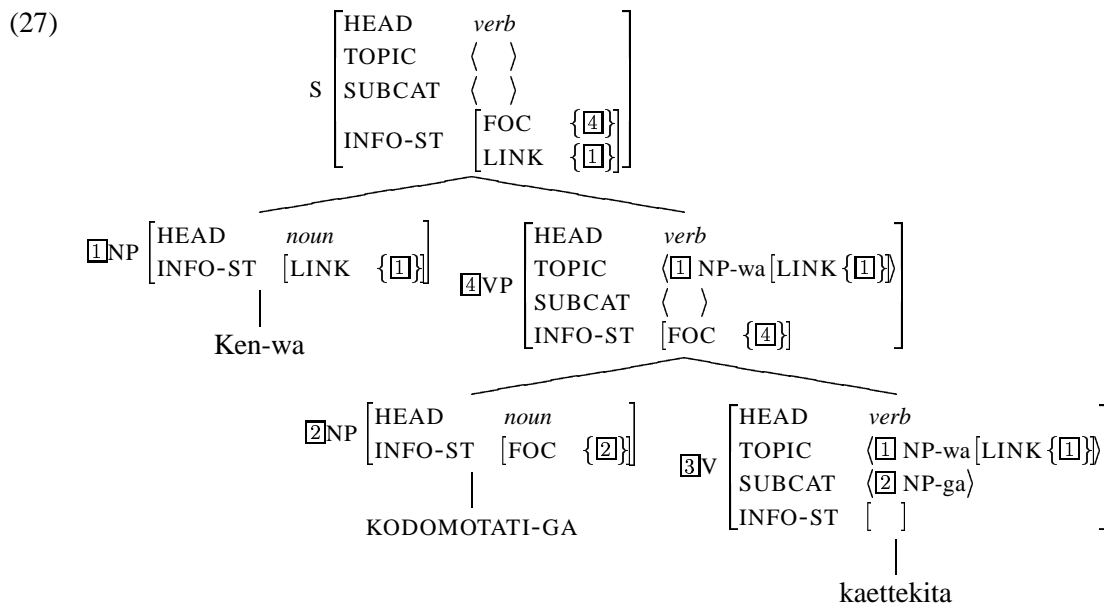 (27)
S [HEAD verb
TOPIC ⟨ ⟩
SUBCAT ⟨ ⟩
INFO-ST [FOC {4}
LINK {1}]]
1NP [HEAD noun
INFO-ST [LINK {1}]]
Ken-wa
4VP [HEAD verb
TOPIC ⟨1 NP-wa[LINK{1}]⟩
SUBCAT ⟨ ⟩
INFO-ST [FOC {4}]]
2NP [HEAD noun
INFO-ST [FOC {2}]]
KODOMOTATI-GA
3V [HEAD verb
TOPIC ⟨1 NP-wa[LINK{1}]⟩
SUBCAT ⟨2 NP-ga⟩
INFO-ST [ ]]
kaettekita